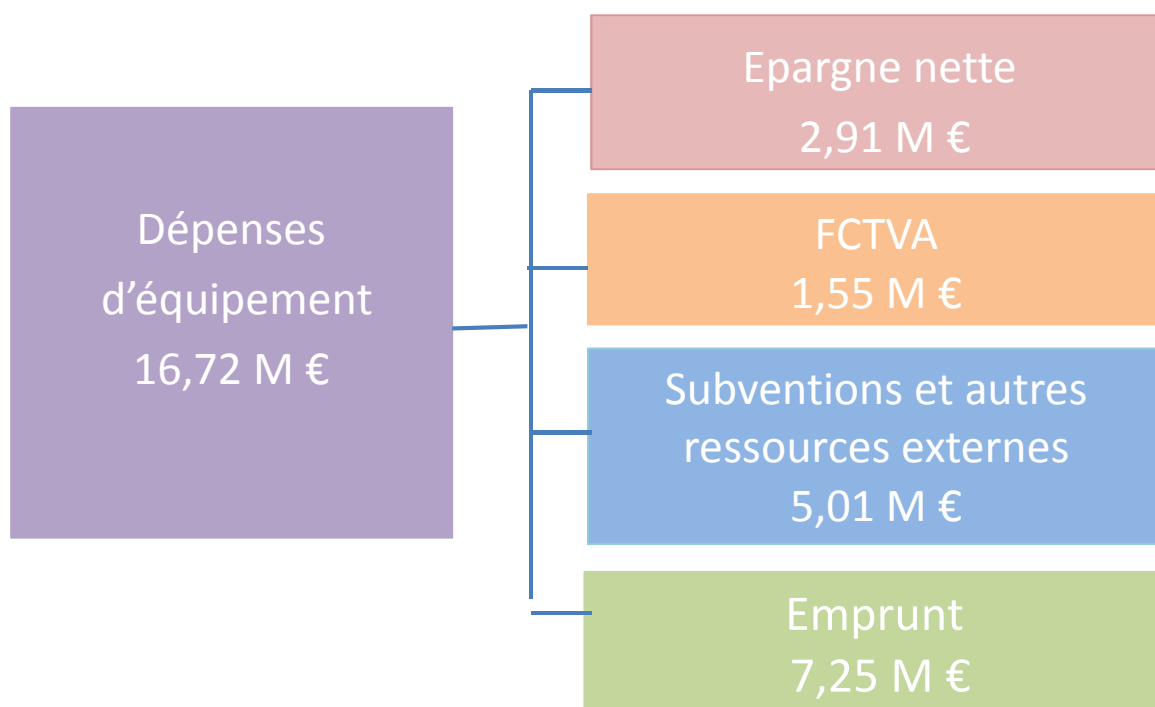 Dépenses
d’équipement
16,72 M €
Epargne nette
2,91 M €
FCTVA
1,55 M €
Subventions et autres
ressources externes
5,01 M €
Emprunt
7,25 M €